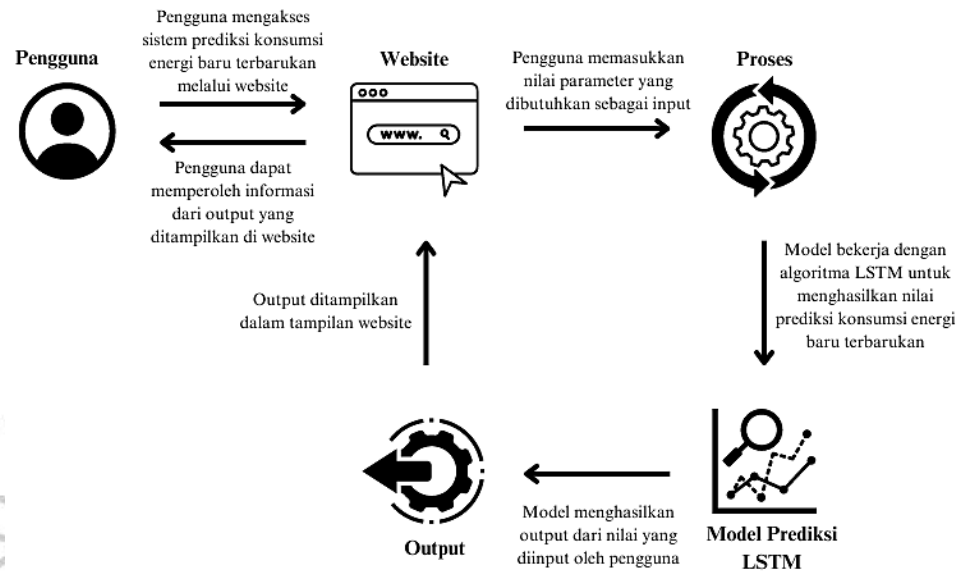 Pengguna
Pengguna mengakses
sistem prediksi konsumsi
energi baru terbarukan
melalui website
Pengguna dapat
memperoleh informasi
dari output yang
ditampilkan di website
Website
www.
Pengguna memasukkan
nilai parameter yang
dibutuhkan sebagai input
Proses
Model bekerja dengan
algoritma LSTM untuk
menghasilkan nilai
prediksi konsumsi energi
baru terbarukan
Model Prediksi
LSTM
Model menghasilkan
output dari nilai yang
diinput oleh pengguna
Output
Output ditampilkan
dalam tampilan website